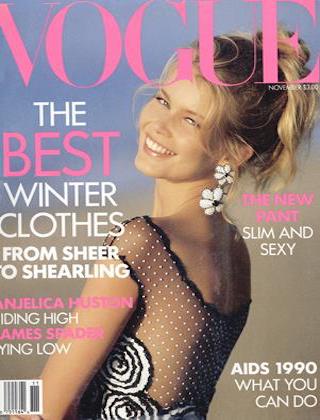 VOGUE
NOVEMBER $3.00
THE
BEST
WINTER
CLOTHES
FROM SHEER
TO SHEARLING
THE NEW
PANT
SLIM AND
SEXY
ANJELICA HUSTON
RIDING HIGH
JAMES SPADER
LYING LOW
AIDS 1990
WHAT YOU
CAN DO
11